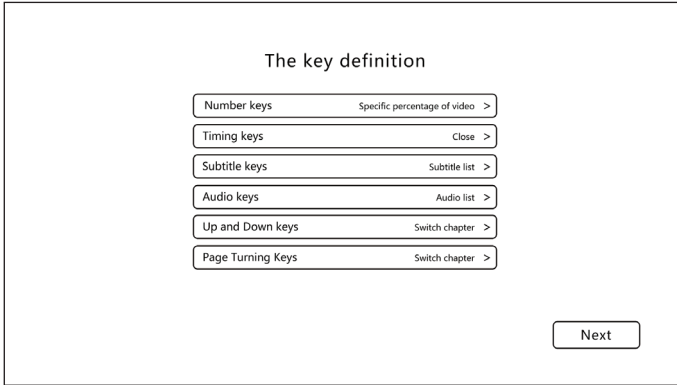 The key definition
Number keys Specific percentage of video >
Timing keys Close >
Subtitle keys Subtitle list >
Audio keys Audio list >
Up and Down keys Switch chapter >
Page Turning Keys Switch chapter >
Next